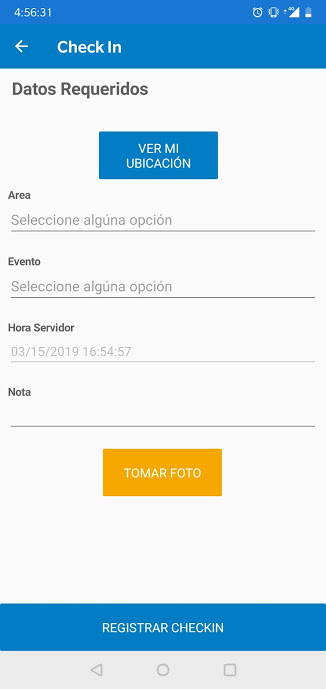 4:56:31
Check In
Datos Requeridos
VER MI
UBICACIÓN
Area
Seleccione algúna opción
Evento
Seleccione algúna opción
Hora Servidor
03/15/2019 16:54:57
Nota
TOMAR FOTO
REGISTRAR CHECKIN